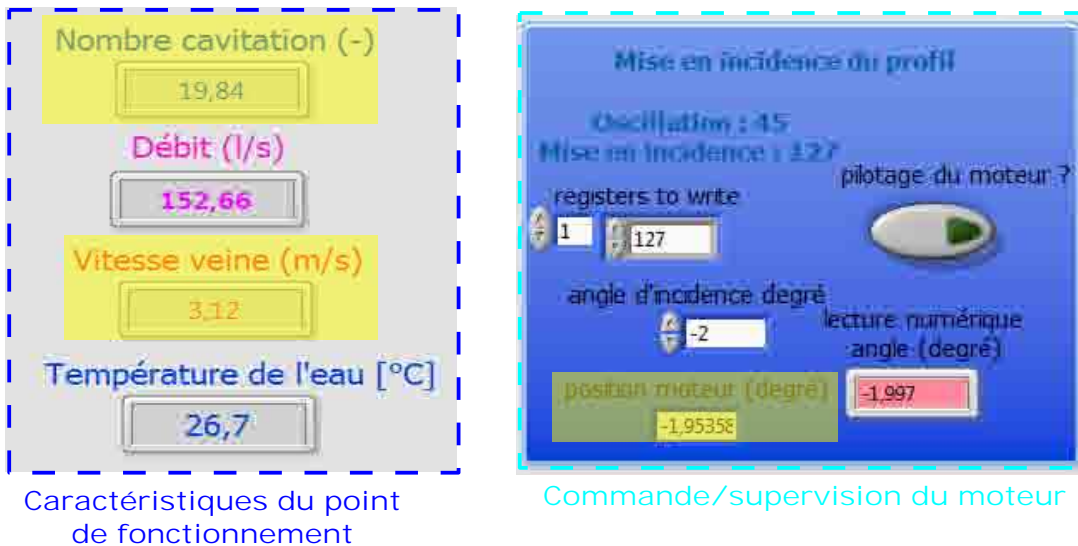 Nombre cavitation (-)
19,84
Débit (l/s)
152,66
Vitesse veine (m/s)
3,12
Température de l'eau [°C]
26,7
Caractéristiques du point
de fonctionnement
Mise en incidence du profil
Oscillation : 45
Mise en incidence : 127
pilotage du moteur ?
registers to write
1
127
angle d'incidence degré
-2
lecture numérique
angle (degré)
-1,997
position moteur (degré)
-1,95358
Commande/supervision du moteur